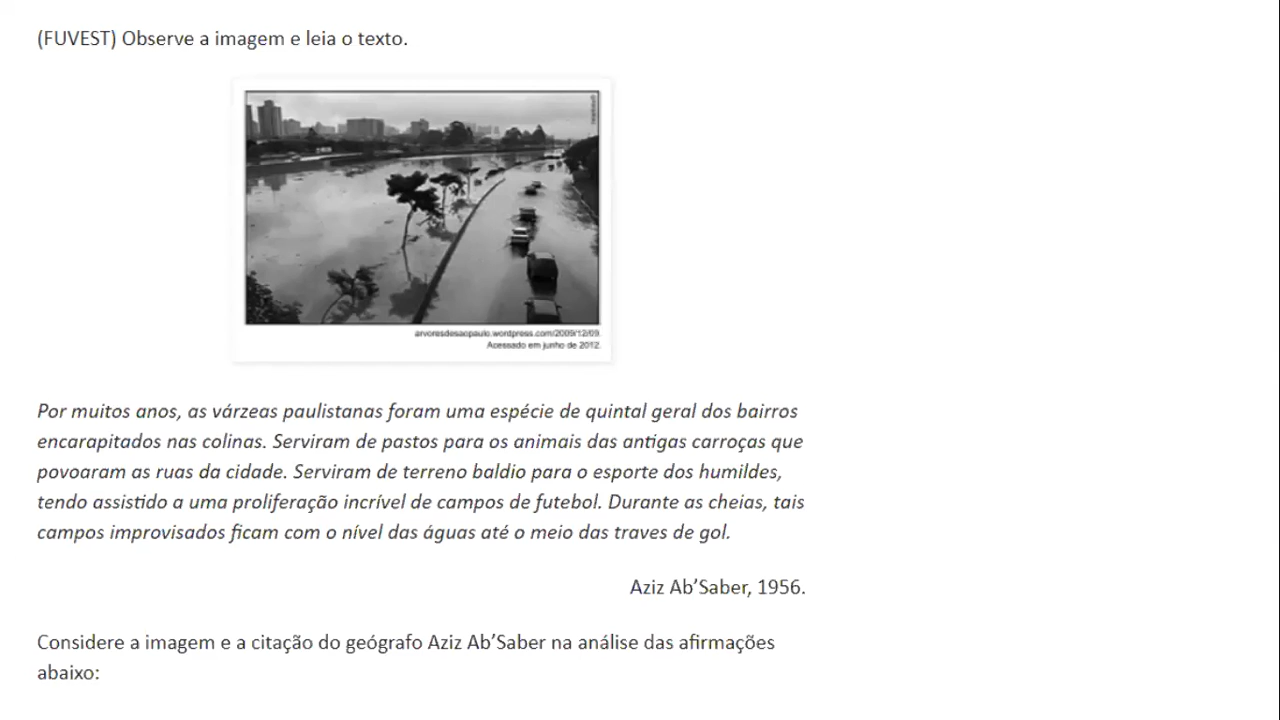 (FUVEST) Observe a imagem e leia o texto.
arvoresdesaopaulo.wordpress.com/2009/12/09.
Acessado em junho de 2012.
Por muitos anos, as várzeas paulistanas foram uma espécie de quintal geral dos bairros
encarapitados nas colinas. Serviram de pastos para os animais das antigas carroças que
povoaram as ruas da cidade. Serviram de terreno baldio para o esporte dos humildes,
tendo assistido a uma proliferação incrível de campos de futebol. Durante as cheias, tais
campos improvisados ficam com o nível das águas até o meio das traves de gol.
Aziz Ab’Saber, 1956.
Considere a imagem e a citação do geógrafo Aziz Ab’Saber na análise das afirmações
abaixo: